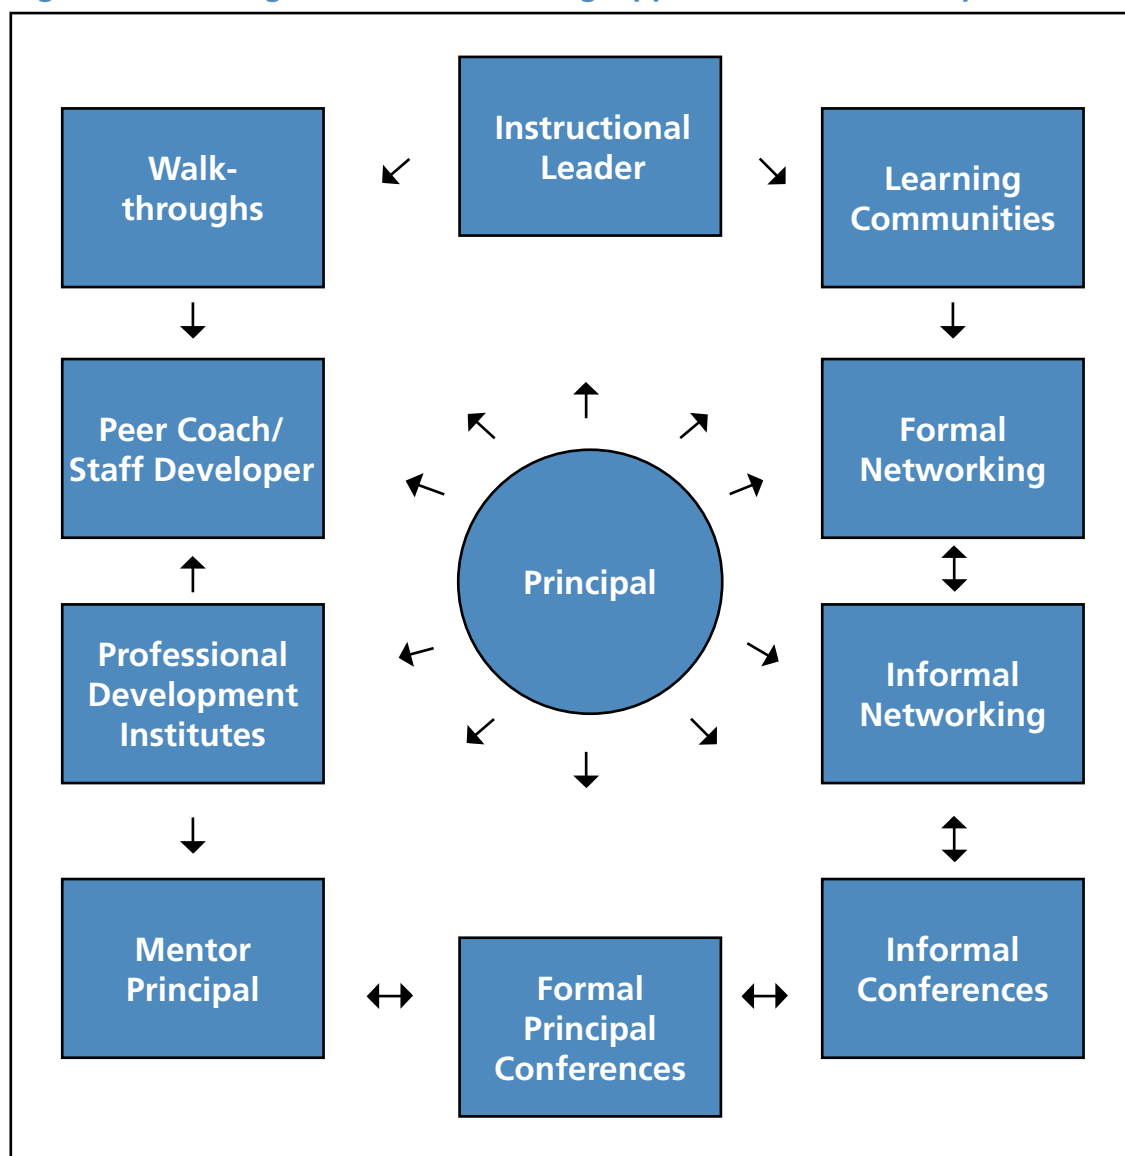 Instructional
Leader
Walk-
throughs
Learning
Communities
Peer Coach/
Staff Developer
Formal
Networking
Principal
Professional
Development
Institutes
Informal
Networking
Mentor
Principal
Formal
Principal
Conferences
Informal
Conferences